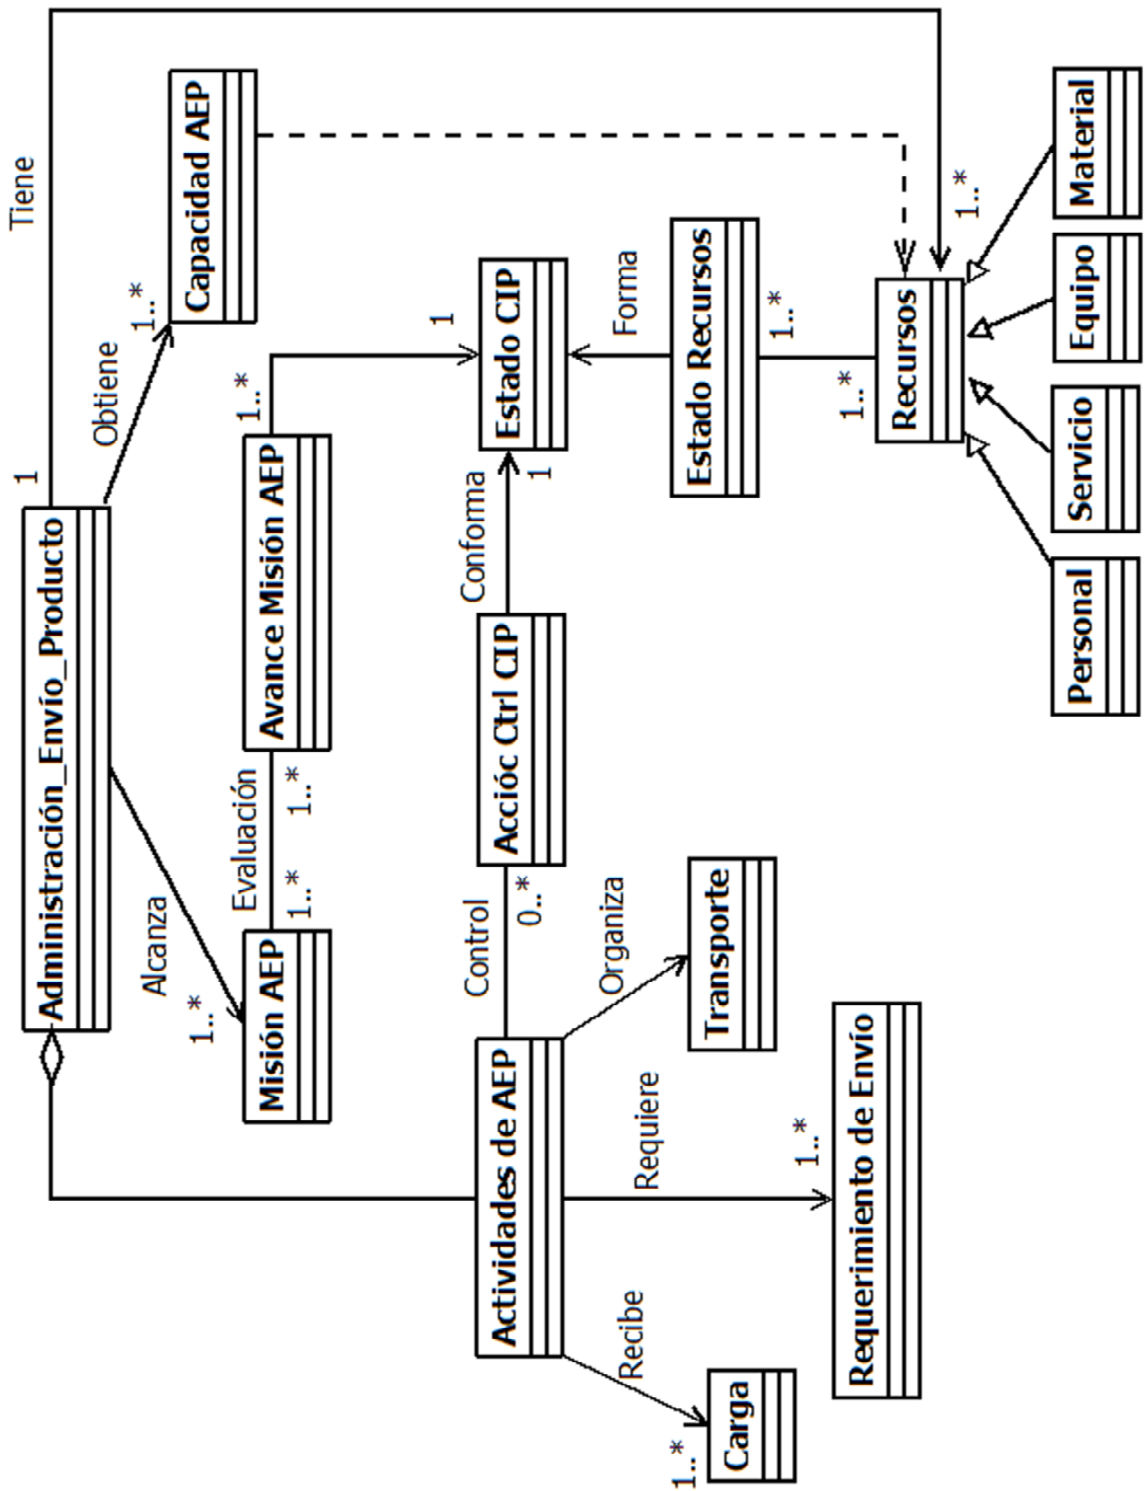 Tiene
1
1..*
Administración_Envío_Producto
Alcanza
1..*
Obtiene
1..*
Capacidad AEP
Misión AEP
Evaluación
1..*
1..*
Avance Misión AEP
1..*
1
Actividades de AEP
Control
0..*
Accióc Ctrl CIP
Conforma
1
Estado CIP
Recibe
1..*
Requiere
1..*
Organiza
Forma
Carga
Transporte
Estado Recursos
1..*
1..*
Requerimiento de Envío
Recursos
Personal
Servicio
Equipo
Material